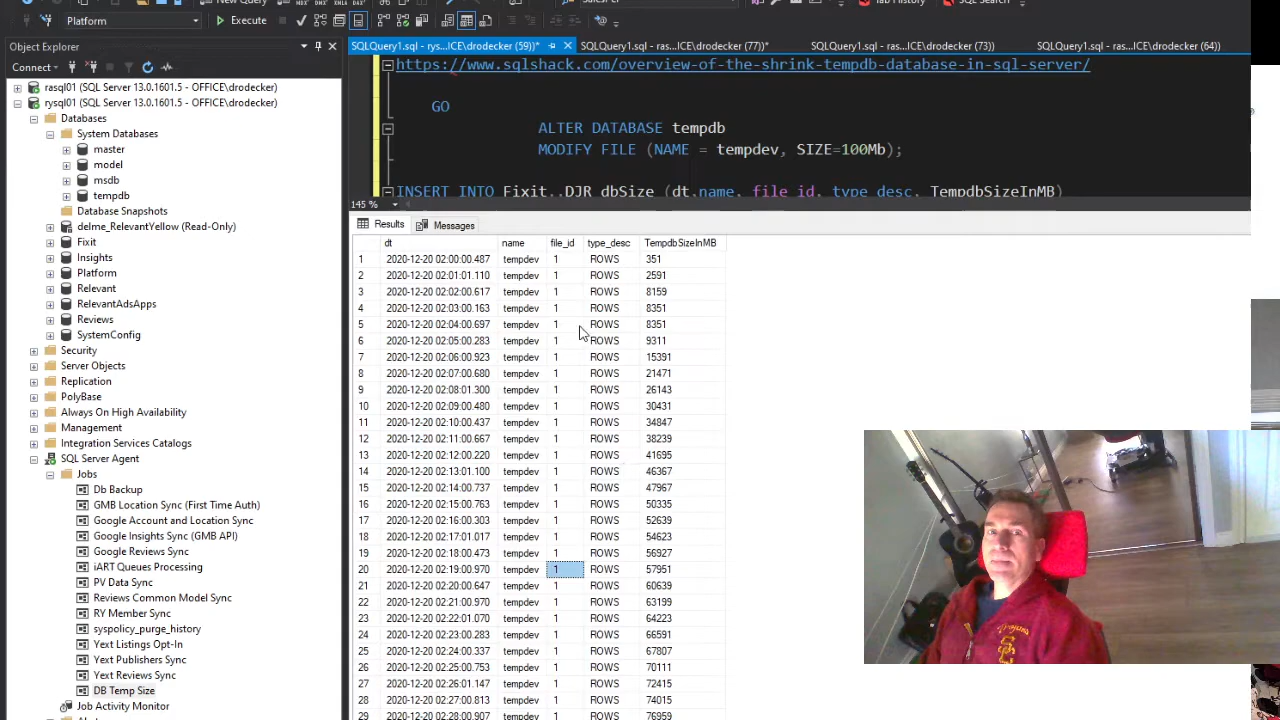 New Query
Tab History
SQL Search
Platform
Execute
Object Explorer
SQLQuery1.sql - rys...ICE\drodecker (59))*
SQLQuery1.sql - ras...ICE\drodecker (77))*
SQLQuery1.sql - ras...ICE\drodecker (73))
SQLQuery1.sql - ras...ICE\drodecker (64))
Connect
rasql01 (SQL Server 13.0.1601.5 - OFFICE\drodecker)
rysql01 (SQL Server 13.0.1601.5 - OFFICE\drodecker)
Databases
System Databases
master
model
msdb
tempdb
Database Snapshots
delme_RelevantYellow (Read-Only)
Fixit
Insights
Platform
Relevant
RelevantAdsApps
Reviews
SystemConfig
Security
Server Objects
Replication
PolyBase
Always On High Availability
Management
Integration Services Catalogs
SQL Server Agent
Jobs
Db Backup
GMB Location Sync (First Time Auth)
Google Account and Location Sync
Google Insights Sync (GMB API)
Google Reviews Sync
iART Queues Processing
PV Data Sync
Reviews Common Model Sync
RY Member Sync
syspolicy_purge_history
Yext Listings Opt-In
Yext Publishers Sync
Yext Reviews Sync
DB Temp Size
Job Activity Monitor
https://www.sqlshack.com/overview-of-the-shrink-tempdb-database-in-sql-server/
GO
ALTER DATABASE tempdb
MODIFY FILE (NAME = tempdev, SIZE=100Mb);
INSERT INTO Fixit..DJR_dbSize (dt,name, file_id, type_desc, TempdbSizeInMB)
145 %
Results Messages
dt name file_id type_desc TempdbSizeInMB
1 2020-12-20 02:00:00.487 tempdev 1 ROWS 351
2 2020-12-20 02:01:01.110 tempdev 1 ROWS 2591
3 2020-12-20 02:02:00.617 tempdev 1 ROWS 8159
4 2020-12-20 02:03:00.163 tempdev 1 ROWS 8351
5 2020-12-20 02:04:00.697 tempdev 1 ROWS 8351
6 2020-12-20 02:05:00.283 tempdev 1 ROWS 9311
7 2020-12-20 02:06:00.923 tempdev 1 ROWS 15391
8 2020-12-20 02:07:00.680 tempdev 1 ROWS 21471
9 2020-12-20 02:08:01.300 tempdev 1 ROWS 26143
10 2020-12-20 02:09:00.480 tempdev 1 ROWS 30431
11 2020-12-20 02:10:00.437 tempdev 1 ROWS 34847
12 2020-12-20 02:11:00.667 tempdev 1 ROWS 38239
13 2020-12-20 02:12:00.220 tempdev 1 ROWS 41695
14 2020-12-20 02:13:01.100 tempdev 1 ROWS 46367
15 2020-12-20 02:14:00.737 tempdev 1 ROWS 47967
16 2020-12-20 02:15:00.763 tempdev 1 ROWS 50335
17 2020-12-20 02:16:00.303 tempdev 1 ROWS 52639
18 2020-12-20 02:17:01.017 tempdev 1 ROWS 54623
19 2020-12-20 02:18:00.473 tempdev 1 ROWS 56927
20 2020-12-20 02:19:00.970 tempdev 1 ROWS 57951
21 2020-12-20 02:20:00.647 tempdev 1 ROWS 60639
22 2020-12-20 02:21:00.970 tempdev 1 ROWS 63199
23 2020-12-20 02:22:01.070 tempdev 1 ROWS 64223
24 2020-12-20 02:23:00.283 tempdev 1 ROWS 66591
25 2020-12-20 02:24:00.337 tempdev 1 ROWS 67807
26 2020-12-20 02:25:00.753 tempdev 1 ROWS 70111
27 2020-12-20 02:26:01.147 tempdev 1 ROWS 72415
28 2020-12-20 02:27:00.813 tempdev 1 ROWS 74015
29 2020-12-20 02:28:00.907 tempdev 1 ROWS 76959
Trojans
SC